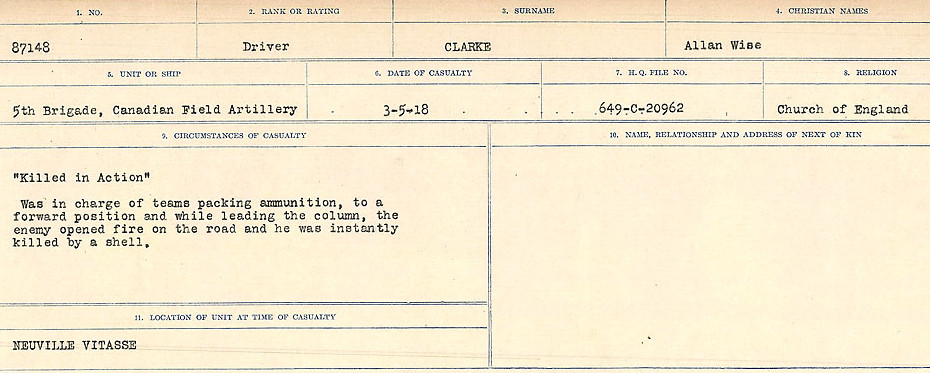 1. NO.
2. RANK OR RATING
3. SURNAME
4. CHRISTIAN NAMES
87148
Driver
CLARKE
Allan Wise
5. UNIT OR SHIP
6. DATE OF CASUALTY
7. H.Q. FILE NO.
8. RELIGION
5th Brigade, Canadian Field Artillery
3-5-18
649-C-20962
Church of England
9. CIRCUMSTANCES OF CASUALTY
10. NAME, RELATIONSHIP AND ADDRESS OF NEXT OF KIN
"Killed in Action"
Was in charge of teams packing ammunition, to a
forward position and while leading the column, the
enemy opened fire on the road and he was instantly
killed by a shell.
11. LOCATION OF UNIT AT TIME OF CASUALTY
NEUVILLE VITASSE